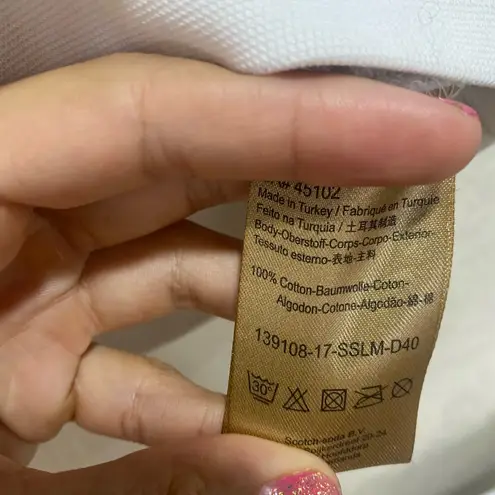 45102
Made in Turkey / Fabriqué en Turquie
Feito na Turquia / 土耳其制造
Body-Oberstoff-Corps-Corpo-Exterior-
Tessuto esterno-表地-主料
100% Cotton-Baumwolle-Coton-
Algodon-Cotone-Algodão-綿-棉
139108-17-SSLM-D40
30°
Scotch-soda B.V.